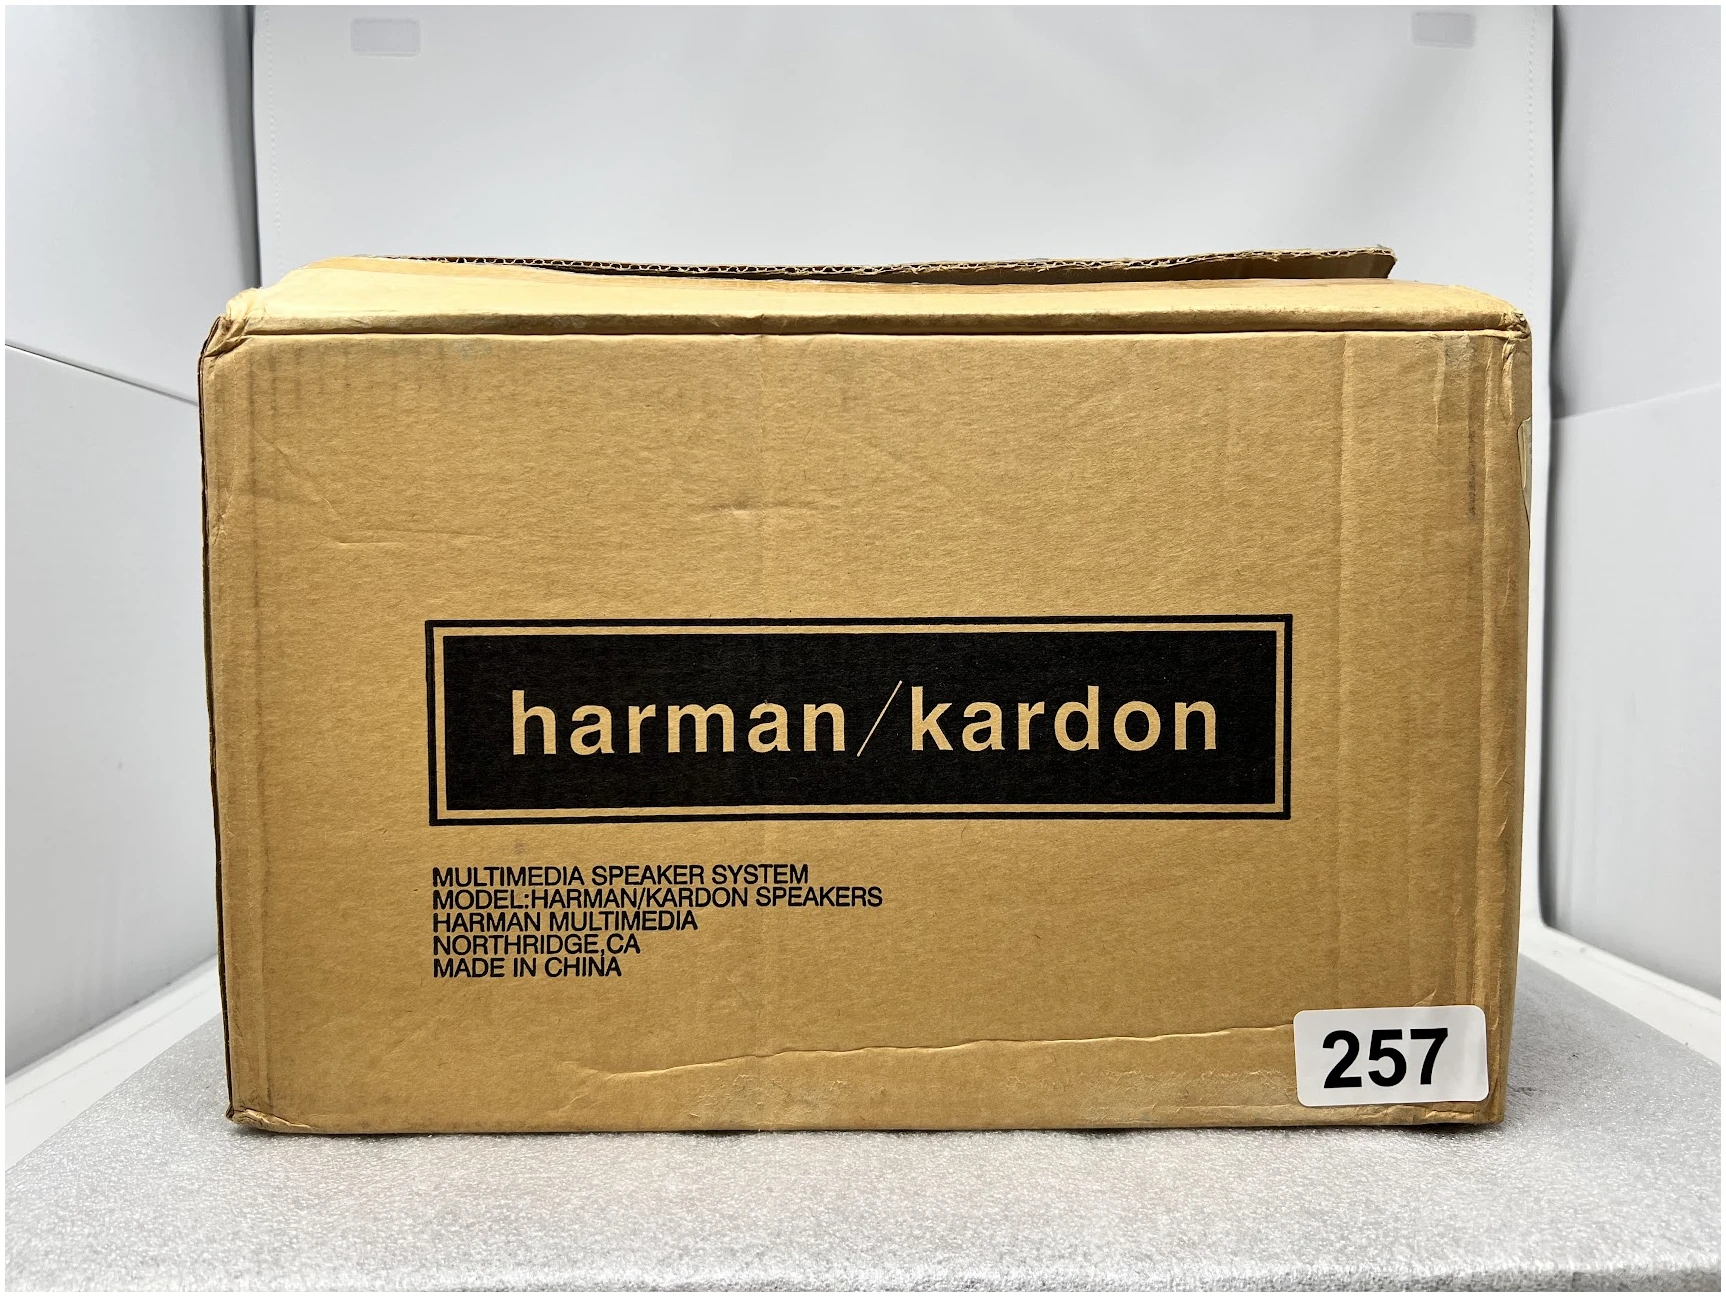 harman/kardon
MULTIMEDIA SPEAKER SYSTEM
MODEL:HARMAN/KARDON SPEAKERS
HARMAN MULTIMEDIA
NORTHRIDGE,CA
MADE IN CHINA
257